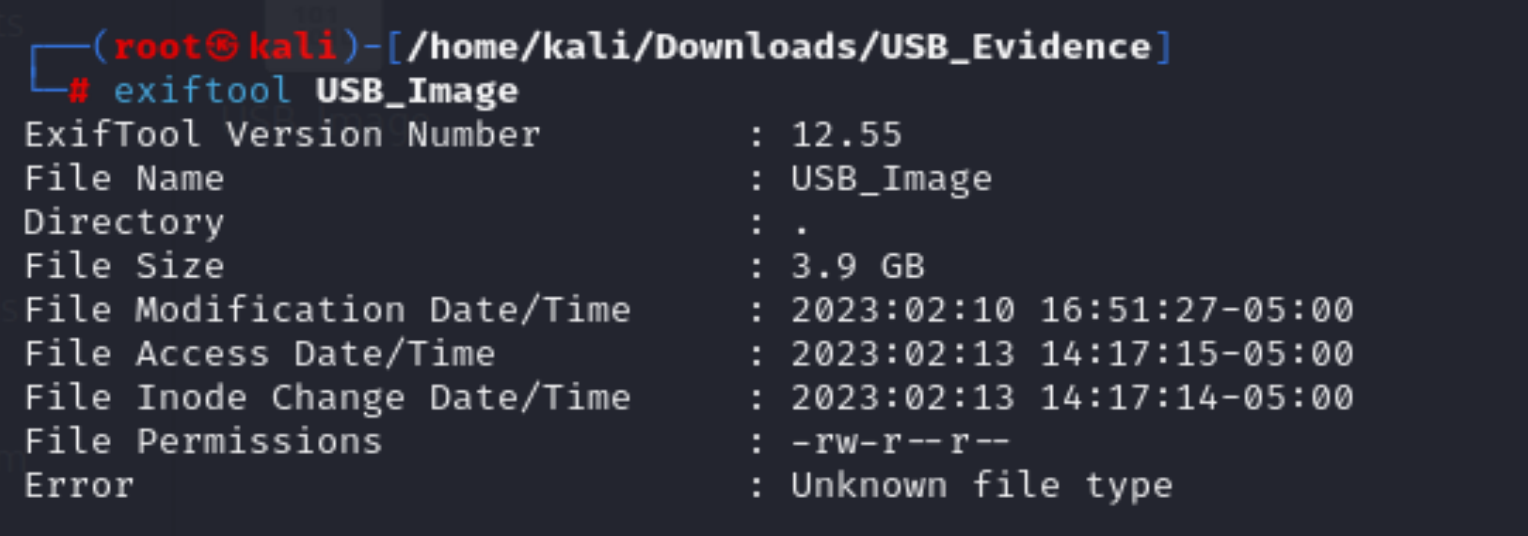 ┌──(root㉿kali)-[/home/kali/Downloads/USB_Evidence]
└─# exiftool USB_Image
ExifTool Version Number : 12.55
File Name : USB_Image
Directory : .
File Size : 3.9 GB
File Modification Date/Time : 2023:02:10 16:51:27-05:00
File Access Date/Time : 2023:02:13 14:17:15-05:00
File Inode Change Date/Time : 2023:02:13 14:17:14-05:00
File Permissions : -rw-r--r--
Error : Unknown file type